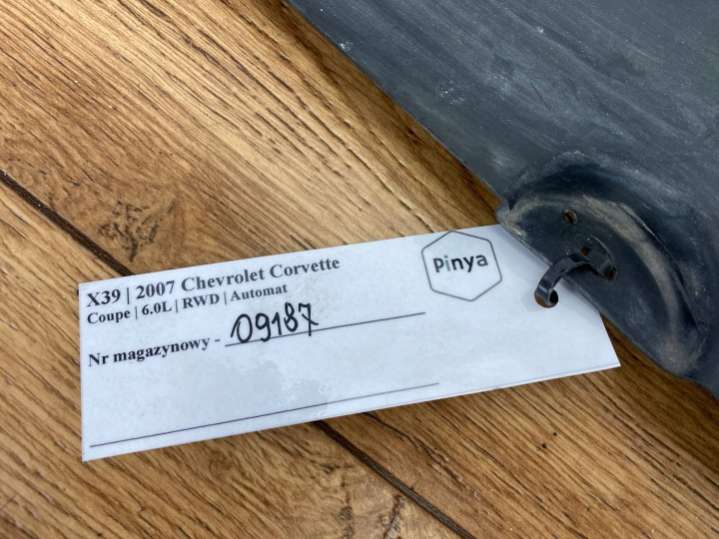 X39 | 2007 Chevrolet Corvette
Coupe | 6.0L | RWD | Automat
Nr magazynowy - 09187
Pinya